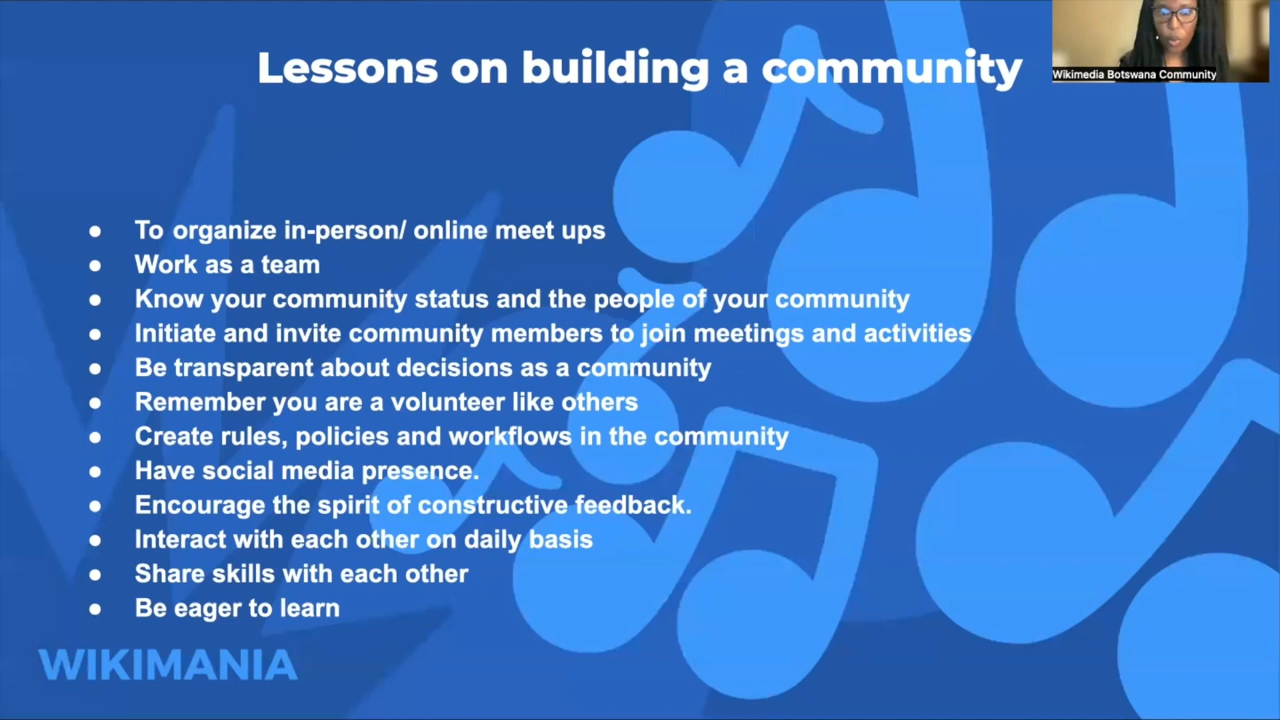 Lessons on building a community
Wikimedia Botswana Community
● To organize in-person/ online meet ups
● Work as a team
● Know your community status and the people of your community
● Initiate and invite community members to join meetings and activities
● Be transparent about decisions as a community
● Remember you are a volunteer like others
● Create rules, policies and workflows in the community
● Have social media presence.
● Encourage the spirit of constructive feedback.
● Interact with each other on daily basis
● Share skills with each other
● Be eager to learn
WIKIMANIA